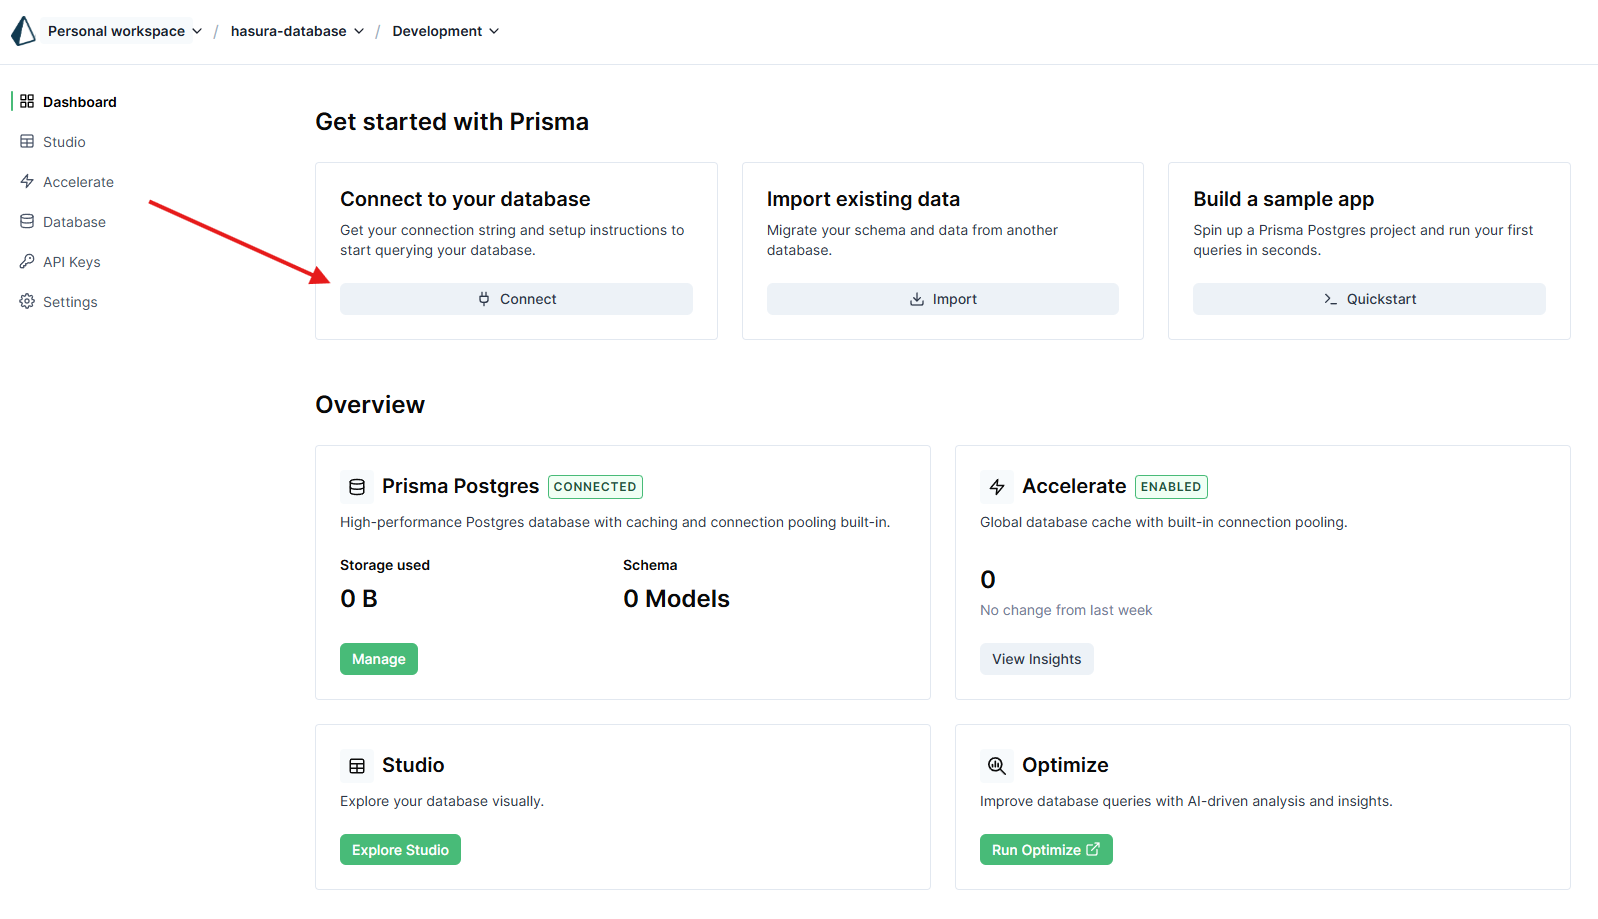 Personal workspace / hasura-database / Development
Dashboard
Studio
Accelerate
Database
API Keys
Settings
Get started with Prisma
Connect to your database
Get your connection string and setup instructions to
start querying your database.
Connect
Import existing data
Migrate your schema and data from another
database.
Import
Build a sample app
Spin up a Prisma Postgres project and run your first
queries in seconds.
Quickstart
Overview
Prisma Postgres CONNECTED
High-performance Postgres database with caching and connection pooling built-in.
Storage used
0 B
Schema
0 Models
Manage
Accelerate ENABLED
Global database cache with built-in connection pooling.
0
No change from last week
View Insights
Studio
Explore your database visually.
Explore Studio
Optimize
Improve database queries with AI-driven analysis and insights.
Run Optimize